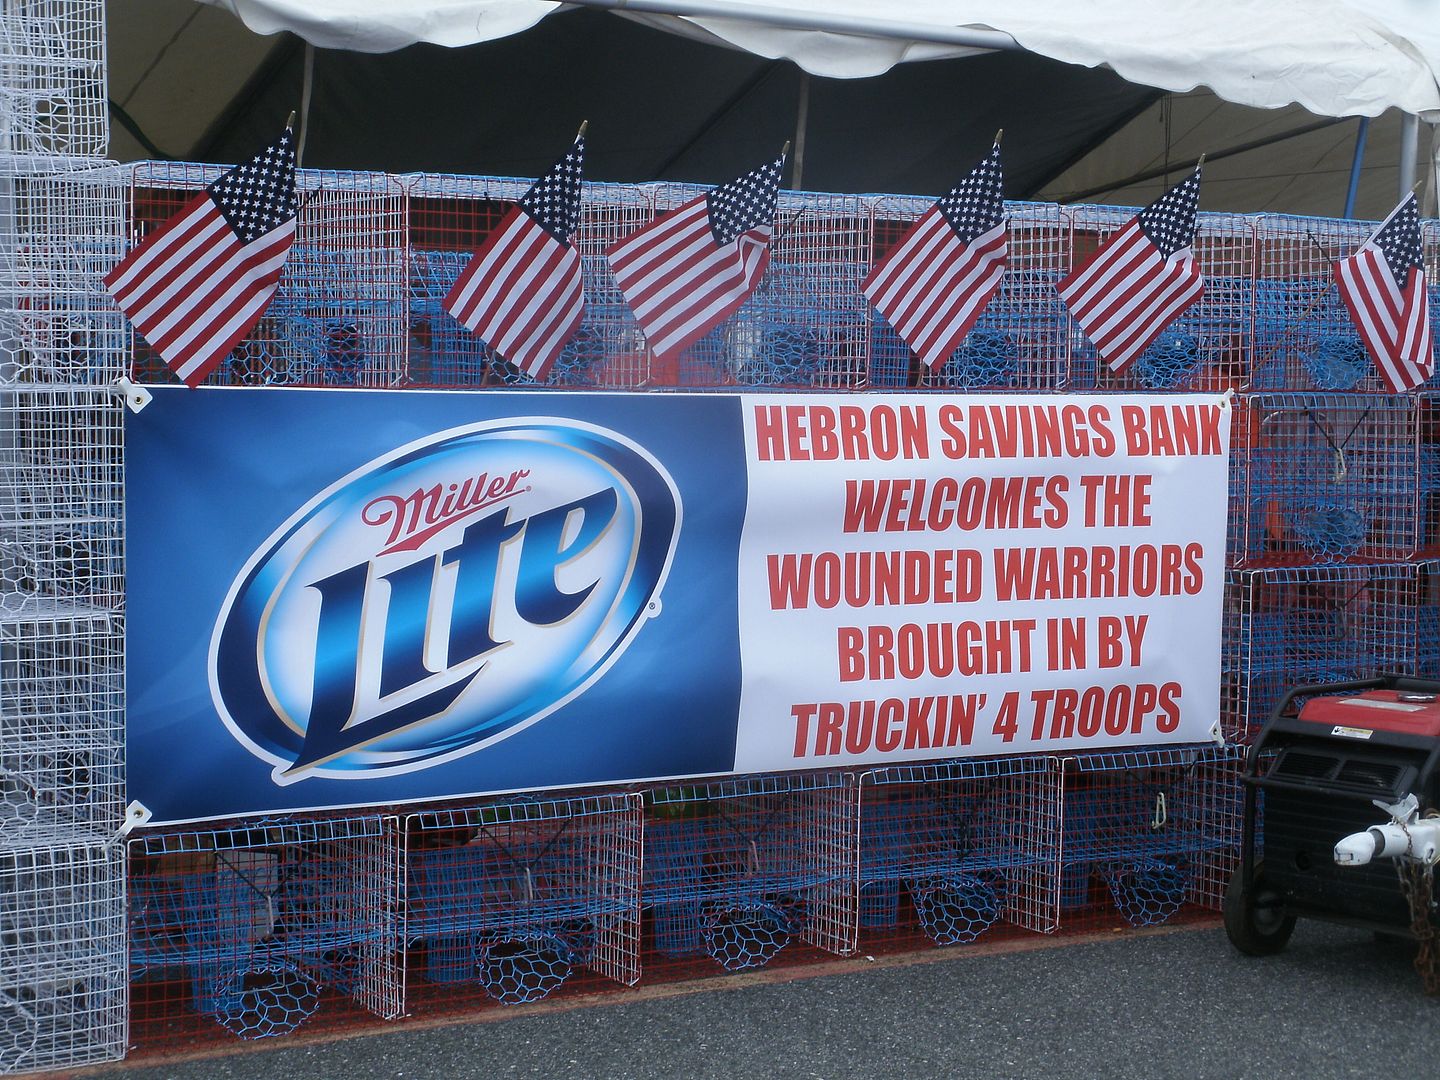 Miller
Lite
HEBRON SAVINGS BANK
WELCOMES THE
WOUNDED WARRIORS
BROUGHT IN BY
TRUCKIN' 4 TROOPS